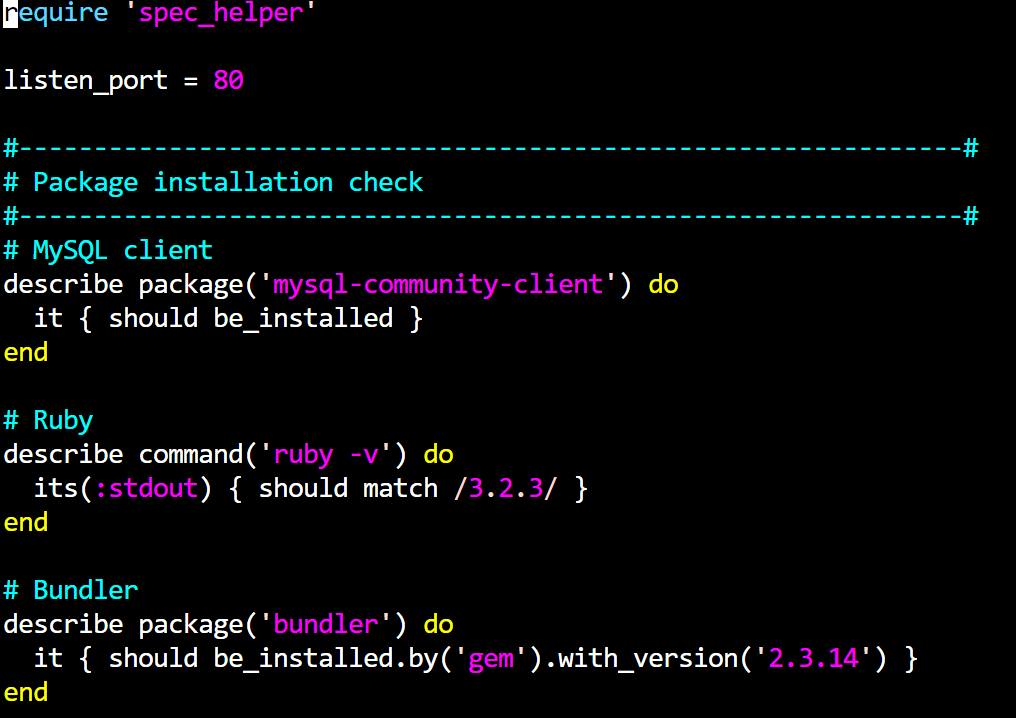 require 'spec_helper'

listen_port = 80

#---------------------------------------------------------------#
# Package installation check
#---------------------------------------------------------------#
# MySQL client
describe package('mysql-community-client') do
  it { should be_installed }
end

# Ruby
describe command('ruby -v') do
  its(:stdout) { should match /3.2.3/ }
end

# Bundler
describe package('bundler') do
  it { should be_installed.by('gem').with_version('2.3.14') }
end